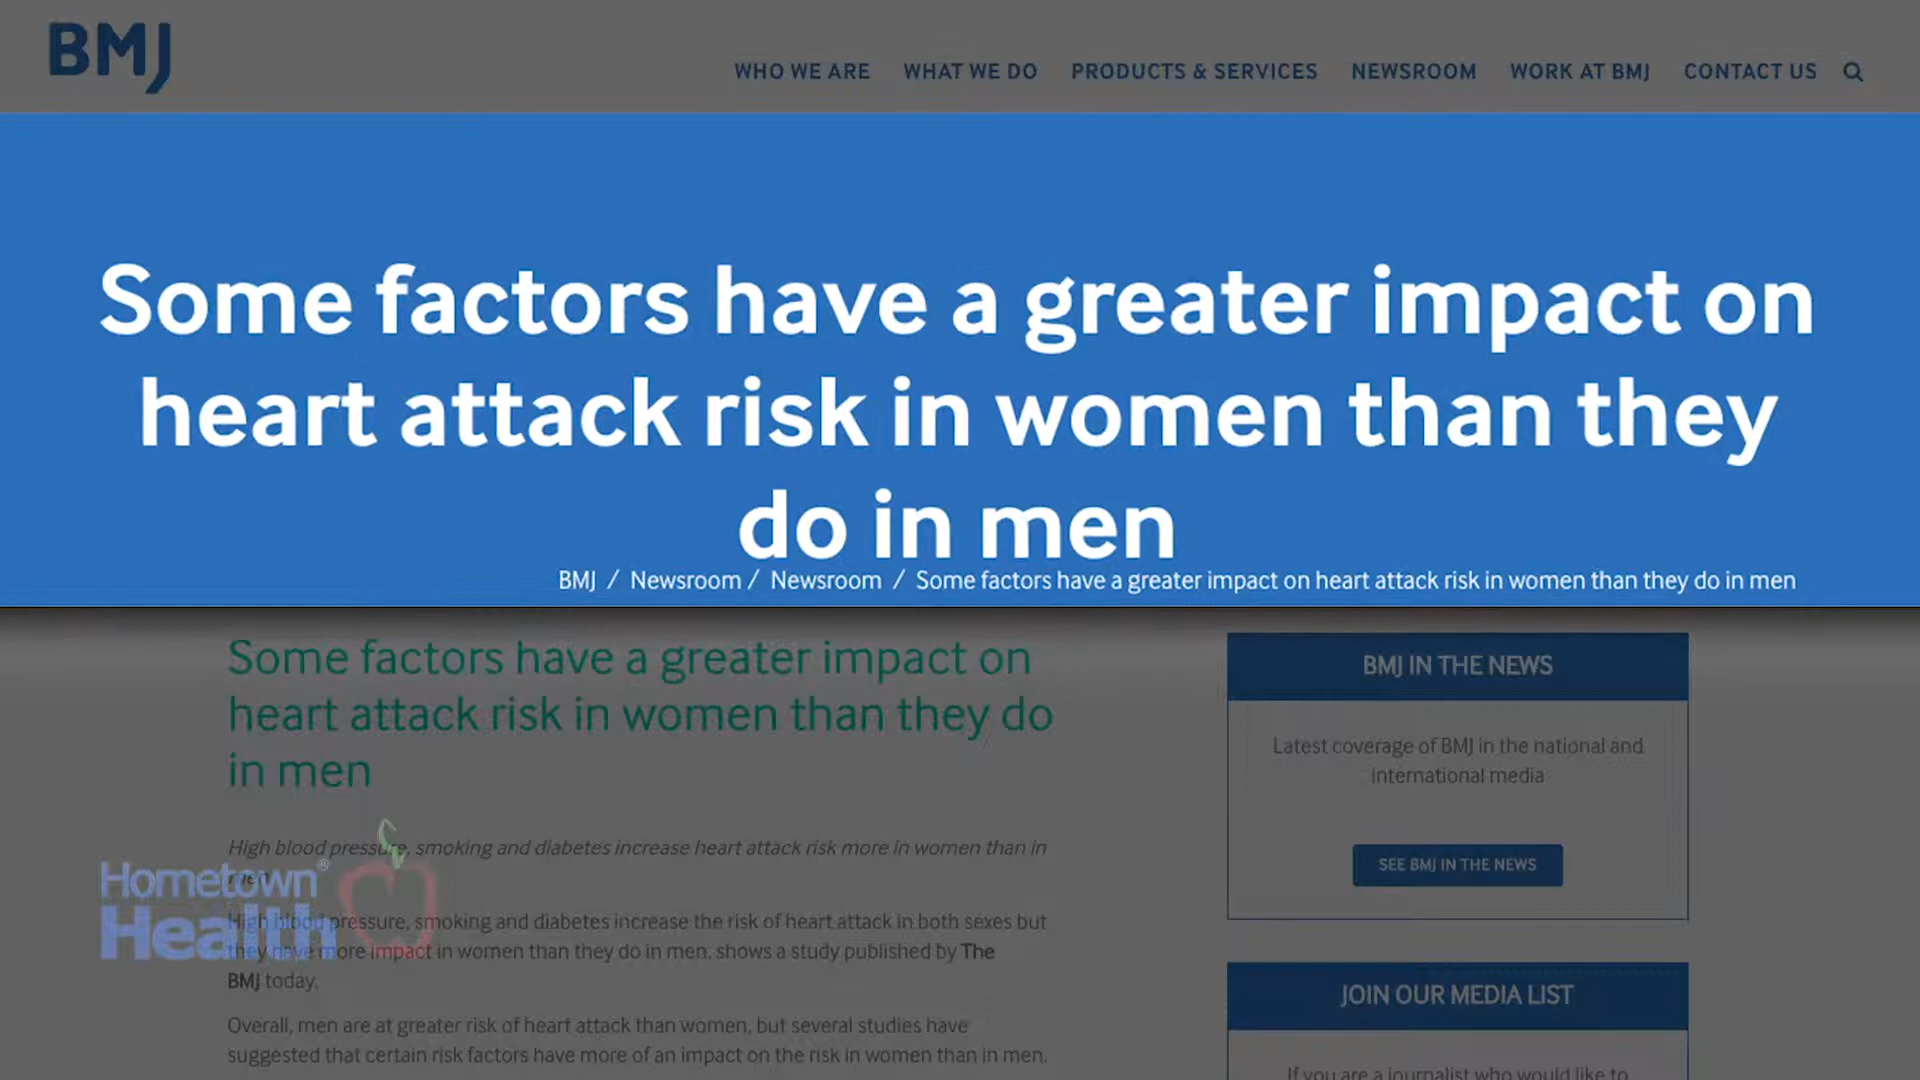 BMJ
WHO WE ARE WHAT WE DO PRODUCTS & SERVICES NEWSROOM WORK AT BMJ CONTACT US
Some factors have a greater impact on
heart attack risk in women than they
do in men
BMJ / Newsroom / Newsroom / Some factors have a greater impact on heart attack risk in women than they do in men
Some factors have a greater impact on
heart attack risk in women than they do
in men
High blood pressure, smoking and diabetes increase heart attack risk more in women than in
men
High blood pressure, smoking and diabetes increase the risk of heart attack in both sexes but
they have more impact in women than they do in men, shows a study published by The
BMJ today.
Overall, men are at greater risk of heart attack than women, but several studies have
suggested that certain risk factors have more of an impact on the risk in women than in men.
Hometown®
Health
BMJ IN THE NEWS
Latest coverage of BMJ in the national and
international media
SEE BMJ IN THE NEWS
JOIN OUR MEDIA LIST
If you are a journalist who would like to